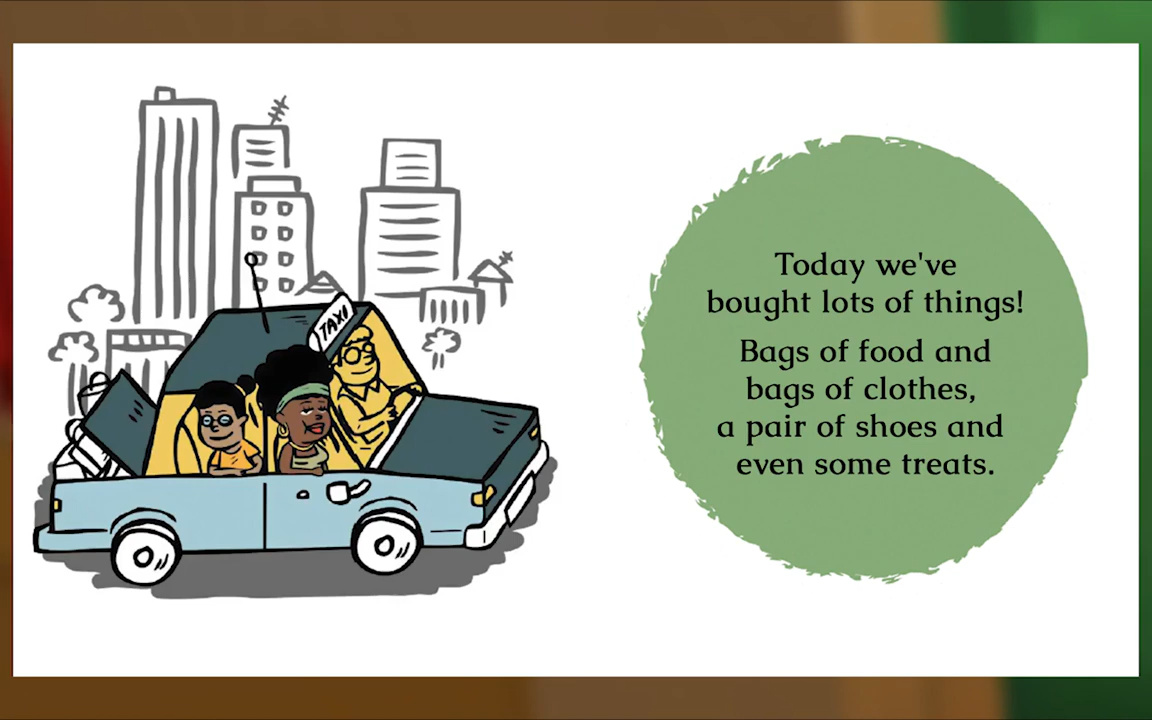 TAXI
Today we've
bought lots of things!
Bags of food and
bags of clothes,
a pair of shoes and
even some treats.